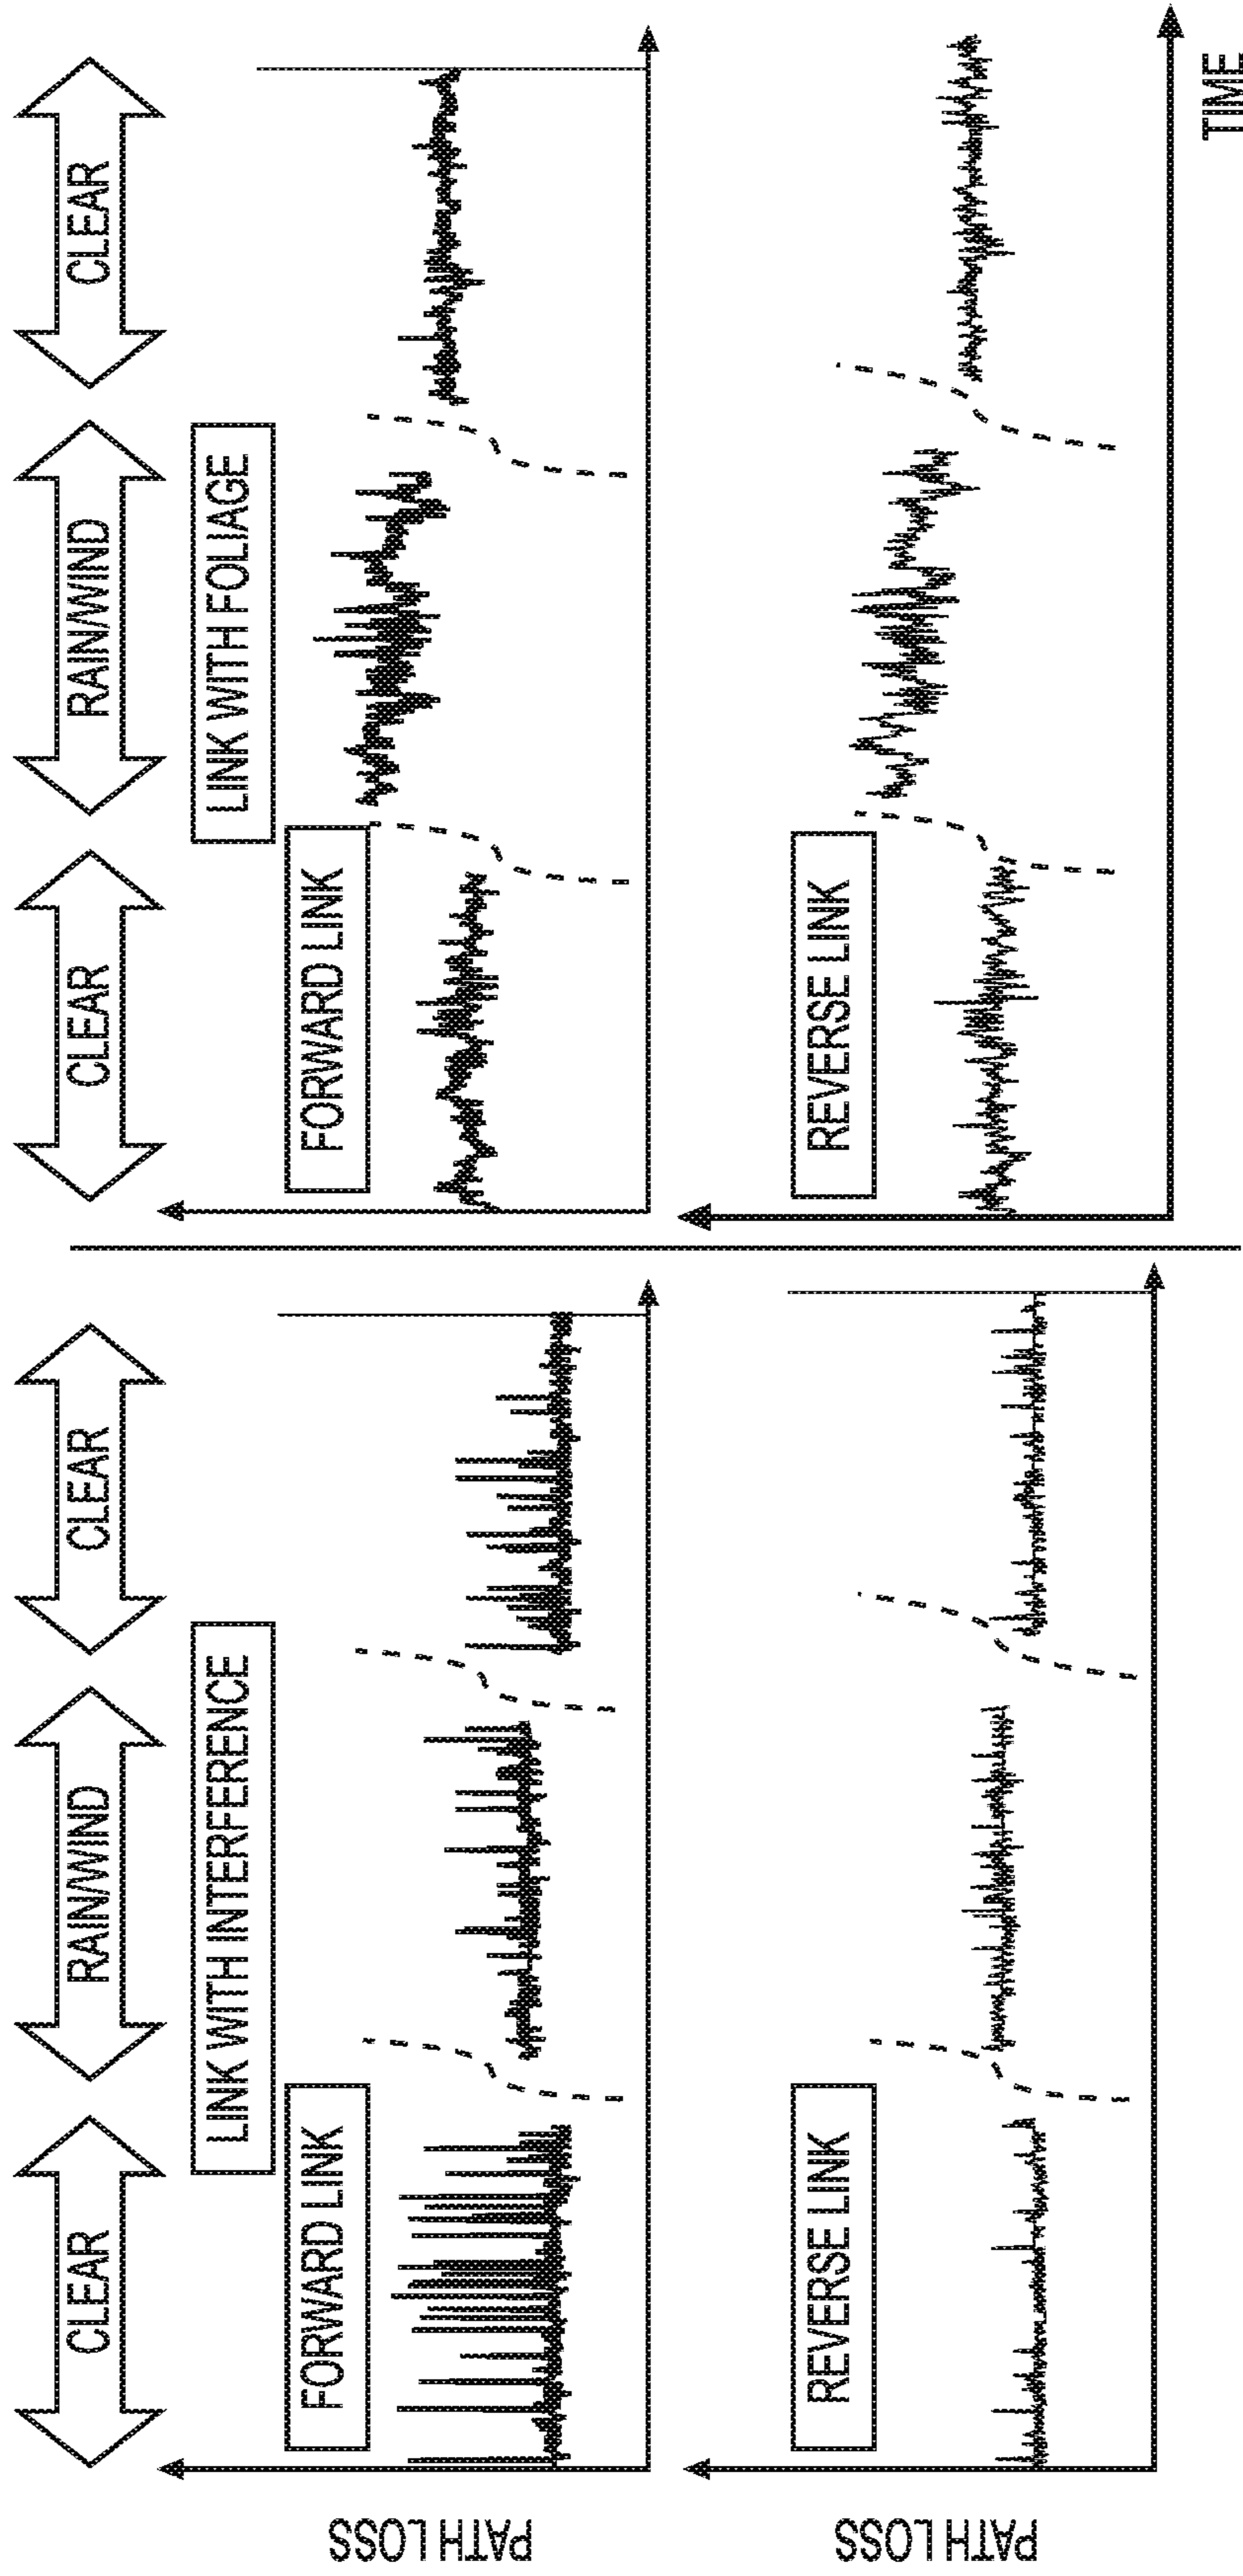 CLEAR
RAIN/WIND
CLEAR
CLEAR
RAIN/WIND
CLEAR
LINK WITH INTERFERENCE
LINK WITH FOLIAGE
PATH LOSS
FORWARD LINK
FORWARD LINK
PATH LOSS
REVERSE LINK
REVERSE LINK
TIME